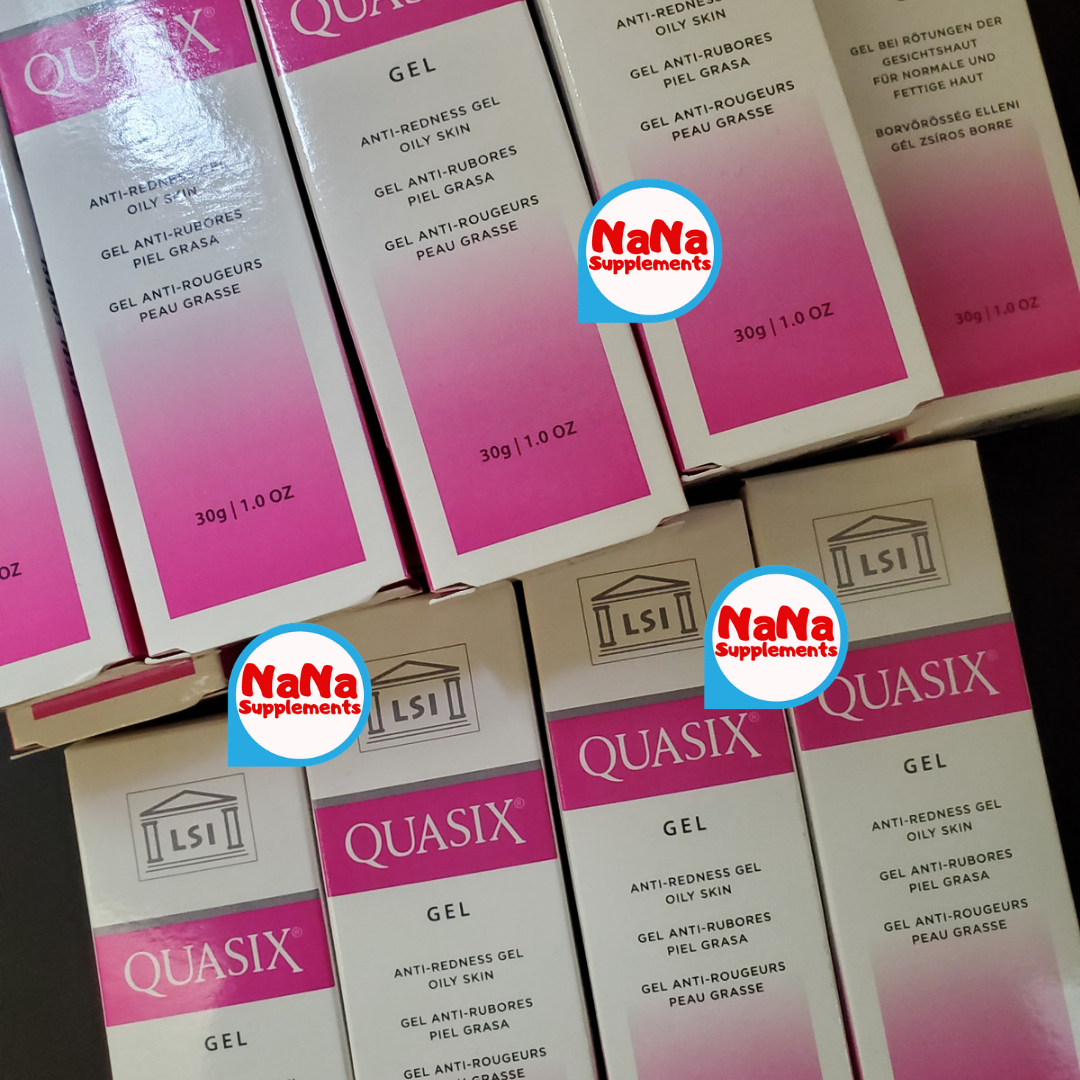 QUASIX
ANTI-REDNESS GEL
OILY SKIN
GEL ANTI-RUBORES
PIEL GRASA
GEL ANTI-ROUGEURS
PEAU GRASSE
30g | 1.0 OZ
OZ
QUASIX
GEL
ANTI-REDNESS GEL
OILY SKIN
GEL ANTI-RUBORES
PIEL GRASA
GEL ANTI-ROUGEURS
PEAU GRASSE
30g | 1.0 OZ
ANTI-REDNESS
OILY SKIN
GEL ANTI-RUBORES
PIEL GRASA
GEL ANTI-ROUGEURS
PEAU GRASSE
30g | 1.0 OZ
GEL BEI RÖTUNGEN DER
GESICHTSHAUT
FÜR NORMALE UND
FETTIGE HAUT
BORVÖRÖSSÉG ELLENI
GÉL ZSÍROS BORRE
30g | 1.0 OZ
NaNa
Supplements
NaNa
Supplements
NaNa
Supplements
LSI
QUASIX®
GEL
LSI
QUASIX®
GEL
ANTI-REDNESS GEL
OILY SKIN
GEL ANTI-RUBORES
PIEL GRASA
GEL ANTI-ROUGEURS
GRASSE
LSI
QUASIX®
GEL
ANTI-REDNESS GEL
OILY SKIN
GEL ANTI-RUBORES
PIEL GRASA
GEL ANTI-ROUGEURS
PEAU GRASSE
LSI
QUASIX®
GEL
ANTI-REDNESS GEL
OILY SKIN
GEL ANTI-RUBORES
PIEL GRASA
GEL ANTI-ROUGEURS
PEAU GRASSE